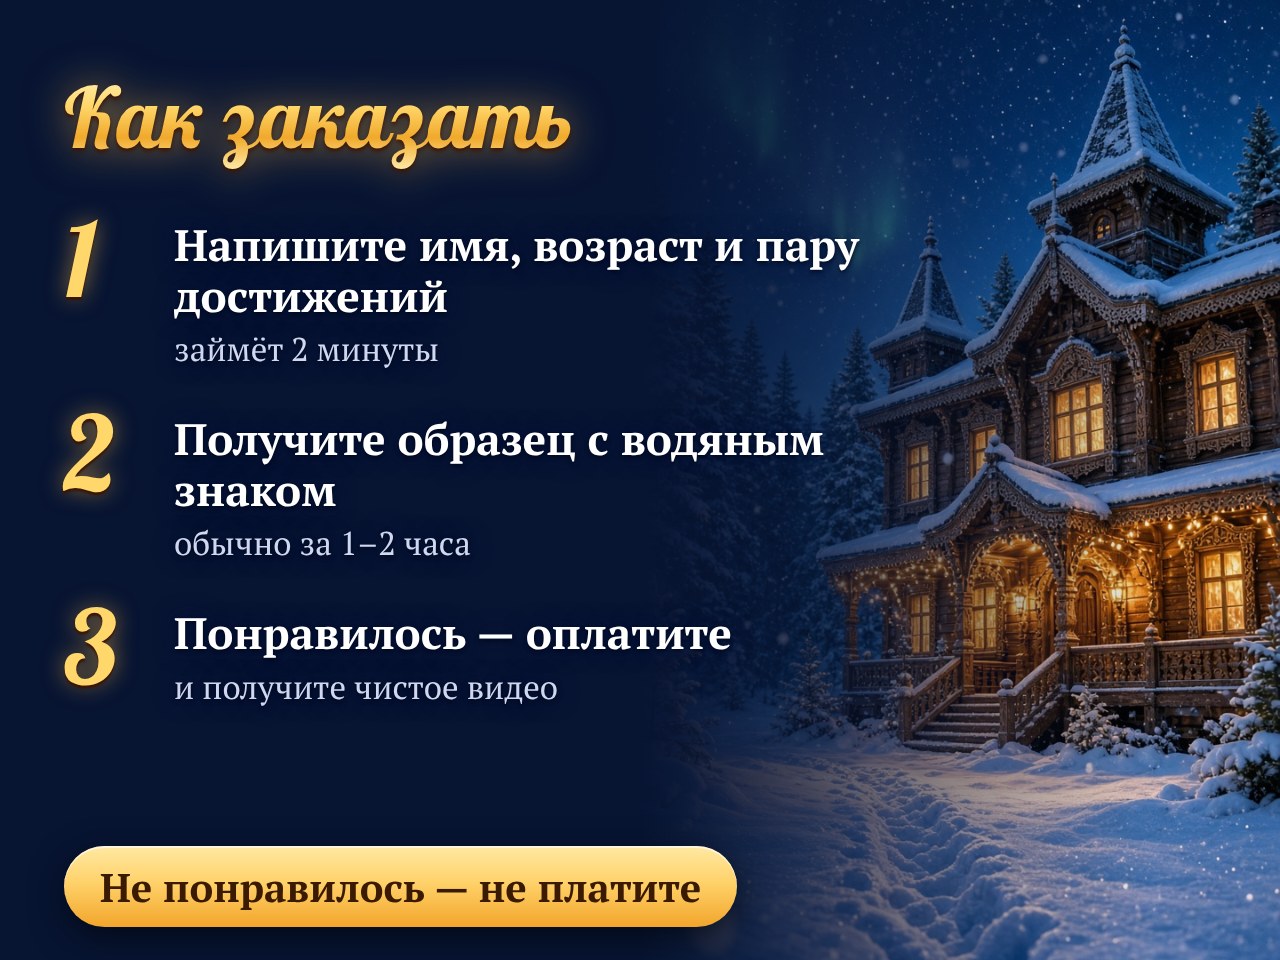 Как заказать
1
Напишите имя, возраст и пару
достижений
займёт 2 минуты
2
Получите образец с водяным
знаком
обычно за 1–2 часа
3
Понравилось — оплатите
и получите чистое видео
Не понравилось — не платите